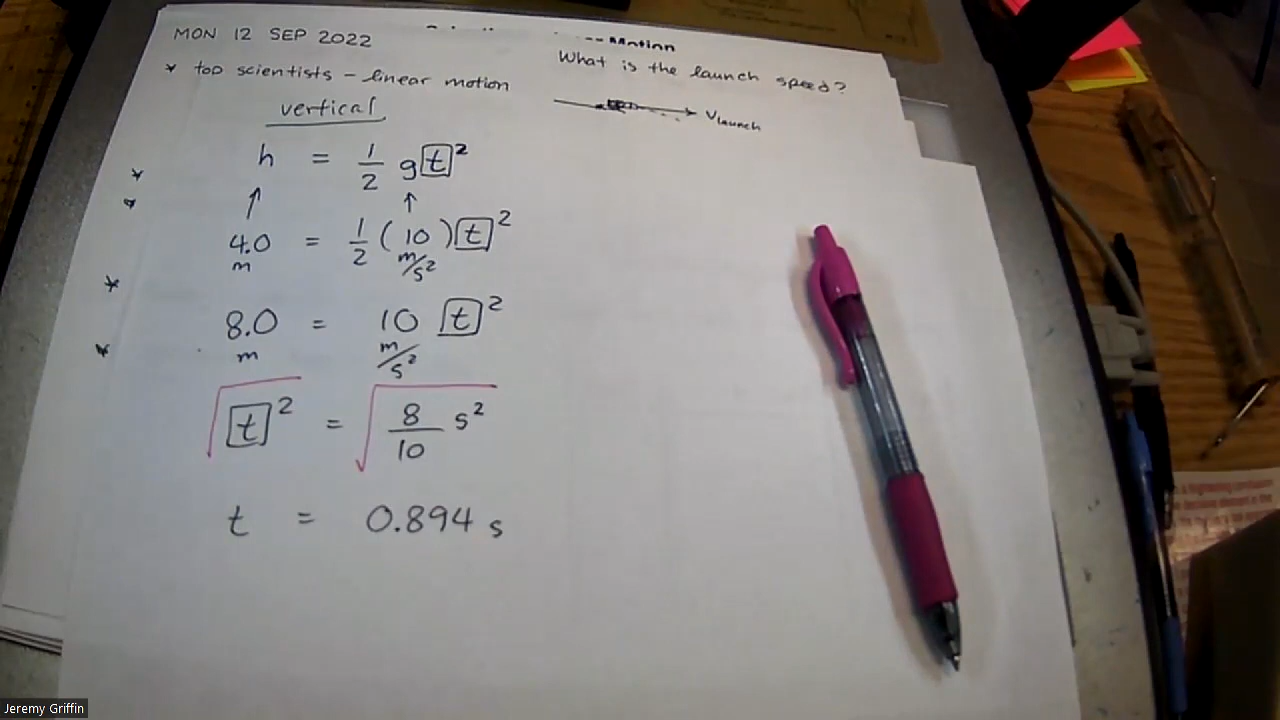 MON 12 SEP 2022
* top scientists - linear motion
vertical
h = 1/2 g t²
4.0 m = 1/2 (10 m/s²) t²
8.0 m = 10 m/s² t²
√t² = √8/10 s²
t = 0.894 s
Motion
What is the launch speed?
Vlaunch
Jeremy Griffin